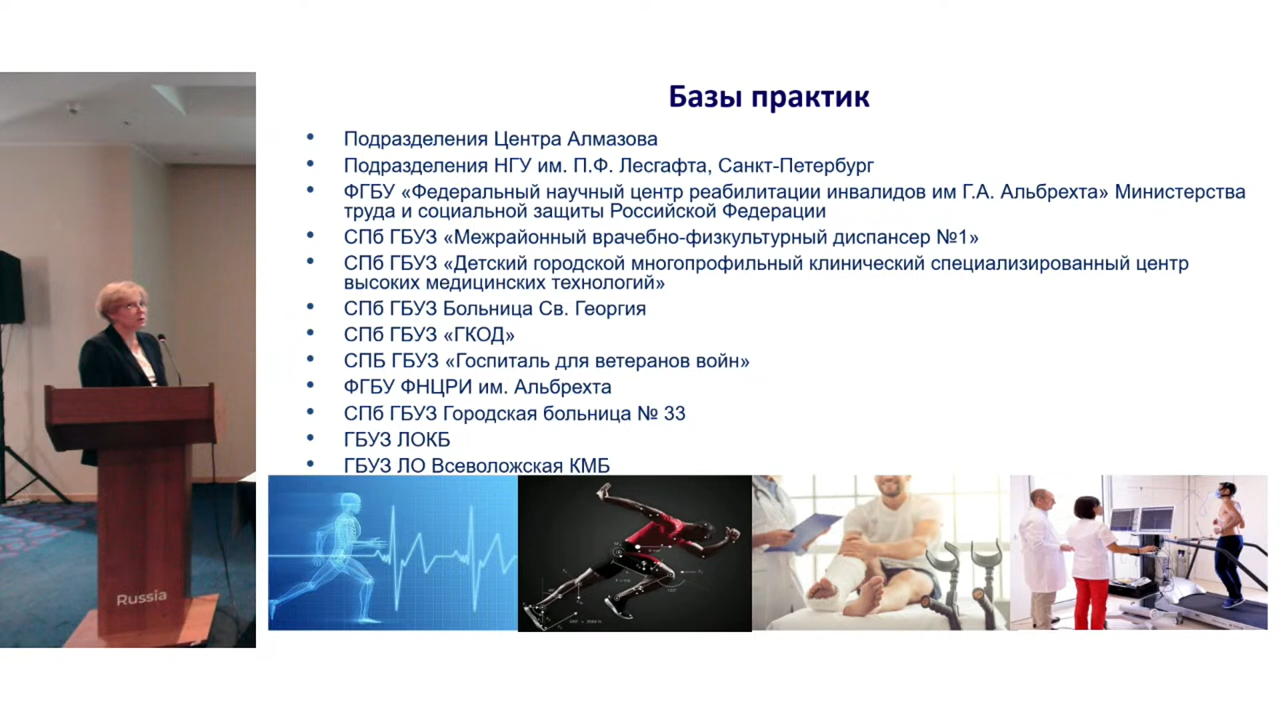 Базы практик
• Подразделения Центра Алмазова
• Подразделения НГУ им. П.Ф. Лесгафта, Санкт-Петербург
• ФГБУ «Федеральный научный центр реабилитации инвалидов им Г.А. Альбрехта» Министерства
труда и социальной защиты Российской Федерации
• СПб ГБУЗ «Межрайонный врачебно-физкультурный диспансер №1»
• СПб ГБУЗ «Детский городской многопрофильный клинический специализированный центр
высоких медицинских технологий»
• СПб ГБУЗ Больница Св. Георгия
• СПб ГБУЗ «ГКОД»
• СПБ ГБУЗ «Госпиталь для ветеранов войн»
• ФГБУ ФНЦРИ им. Альбрехта
• СПб ГБУЗ Городская больница № 33
• ГБУЗ ЛОКБ
• ГБУЗ ЛО Всеволожская КМБ
Russia